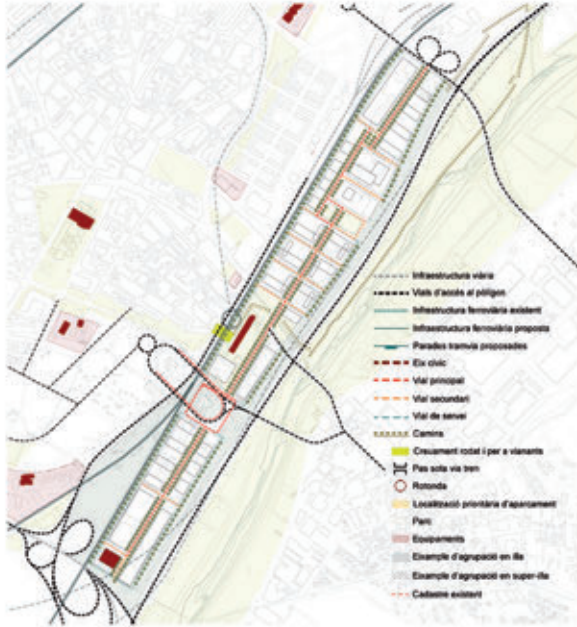 Infraestructura viària
Vials d'accés al polígon
Infraestructura ferroviària existent
Infraestructura ferroviària proposta
Parades tramvia proposades
Eix cívic
Vial principal
Vial secundari
Vial de servei
Camins
Creuament rodat i per a vianants
Pas sota via tren
Rotonda
Localització prioritària d'aparcament
Parc
Equipaments
Eixample d'agrupació en illa
Eixample d'agrupació en super-illa
Cadastre existent